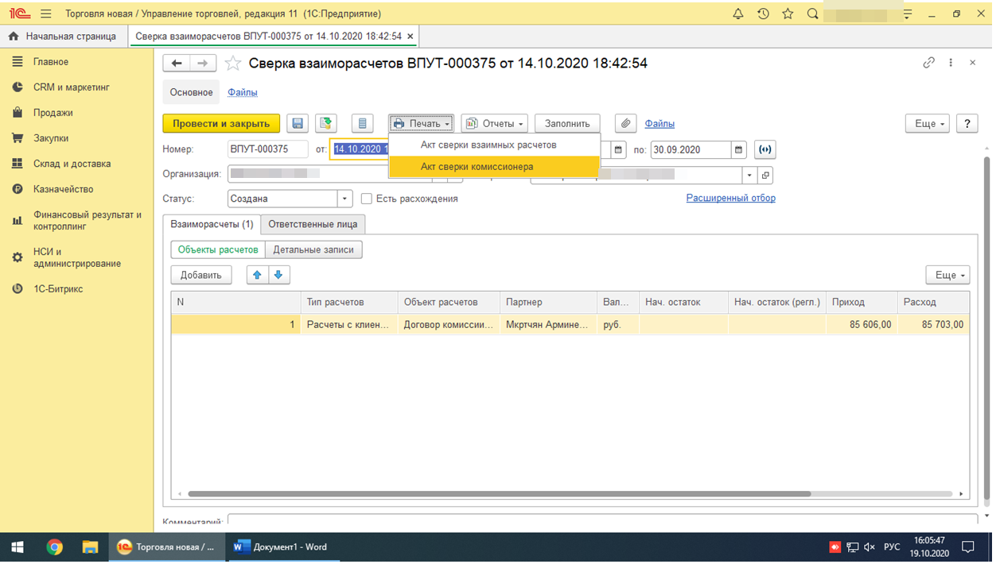 1С Торговля новая / Управление торговлей, редакция 11 (1С:Предприятие)
Начальная страница
Сверка взаиморасчетов ВПУТ-000375 от 14.10.2020 18:42:54 ×
Главное
CRM и маркетинг
Продажи
Закупки
Склад и доставка
Казначейство
Финансовый результат и
контроллинг
НСИ и
администрирование
1С-Битрикс
Сверка взаиморасчетов ВПУТ-000375 от 14.10.2020 18:42:54
Основное Файлы
Провести и закрыть Печать Отчеты Заполнить Файлы Еще ?
Акт сверки взаимных расчетов
Акт сверки комиссионера
Номер: ВПУТ-000375 от: 14.10.2020 1 по: 30.09.2020
Организация:
Статус: Создана Есть расхождения Расширенный отбор
Взаиморасчеты (1) Ответственные лица
Объекты расчетов Детальные записи
Добавить Еще
N Тип расчетов Объект расчетов Партнер Вал... Нач. остаток Нач. остаток (регл.) Приход Расход
1 Расчеты с клиен... Договор комиссии... Мкртчян Армине... руб. 85 606,00 85 703,00
Комментарий:
1С Торговля новая / ... Документ1 - Word РУС
16:05:47
19.10.2020